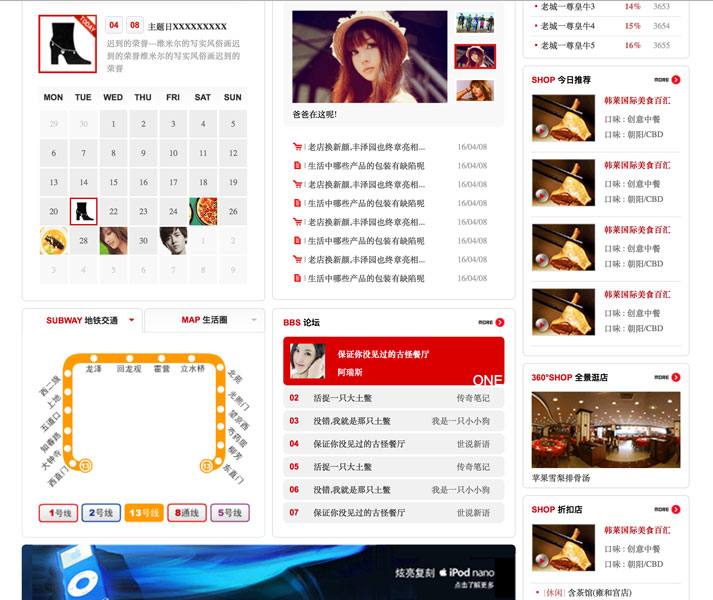 TODAY
04 08 主题日XXXXXXXXX
迟到的荣誉—维米尔的写实风俗画迟
到的荣誉维米尔的写实风俗画迟到的
荣誉
MON TUE WED THU FRI SAT SUN
29 30 1 2 3 4 5
6 7 8 9 10 11 12
13 14 15 16 17 18 19
20 22 23 24 26
28 30 1 2
3 4 5 6 7 8 9
SUBWAY 地铁交通
MAP 生活圈
龙泽 回龙观 霍营 立水桥
西二旗
上地
五道口
知春路
大钟寺
西直门
北苑
光熙门
望京西
芍药居
柳芳
东直门
13 13
1号线 2号线 13号线 8通线 5号线
爸爸在这呢!
老店换新颜,丰泽园也终章亮相... 16/04/08
生活中哪些产品的包装有缺陷呢 16/04/08
老店换新颜,丰泽园也终章亮相... 16/04/08
生活中哪些产品的包装有缺陷呢 16/04/08
老店换新颜,丰泽园也终章亮相... 16/04/08
生活中哪些产品的包装有缺陷呢 16/04/08
老店换新颜,丰泽园也终章亮相... 16/04/08
生活中哪些产品的包装有缺陷呢 16/04/08
BBS 论坛 MORE
保证你没见过的古怪餐厅
阿瑞斯
ONE
02 活捉一只大土鳖 传奇笔记
03 没错,我就是那只土鳖 我是一只小小狗
04 保证你没见过的古怪餐厅 世说新语
05 活捉一只大土鳖 传奇笔记
06 没错,我就是那只土鳖 我是一只小小狗
07 保证你没见过的古怪餐厅 世说新语
老城一尊皇牛3 14% 3653
老城一尊皇牛4 15% 3654
老城一尊皇牛5 16% 3655
SHOP 今日推荐 MORE
韩莱国际美食百汇
口味 : 创意中餐
口味 : 朝阳/CBD
韩莱国际美食百汇
口味 : 创意中餐
口味 : 朝阳/CBD
韩莱国际美食百汇
口味 : 创意中餐
口味 : 朝阳/CBD
韩莱国际美食百汇
口味 : 创意中餐
口味 : 朝阳/CBD
360°SHOP 全景逛店 MORE
苹果雪梨排骨汤
SHOP 折扣店 MORE
韩莱国际美食百汇
口味 : 创意中餐
口味 : 朝阳/CBD
[休闲] 含茶馆(雍和宫店)
炫亮复刻 iPod nano
点击了解更多